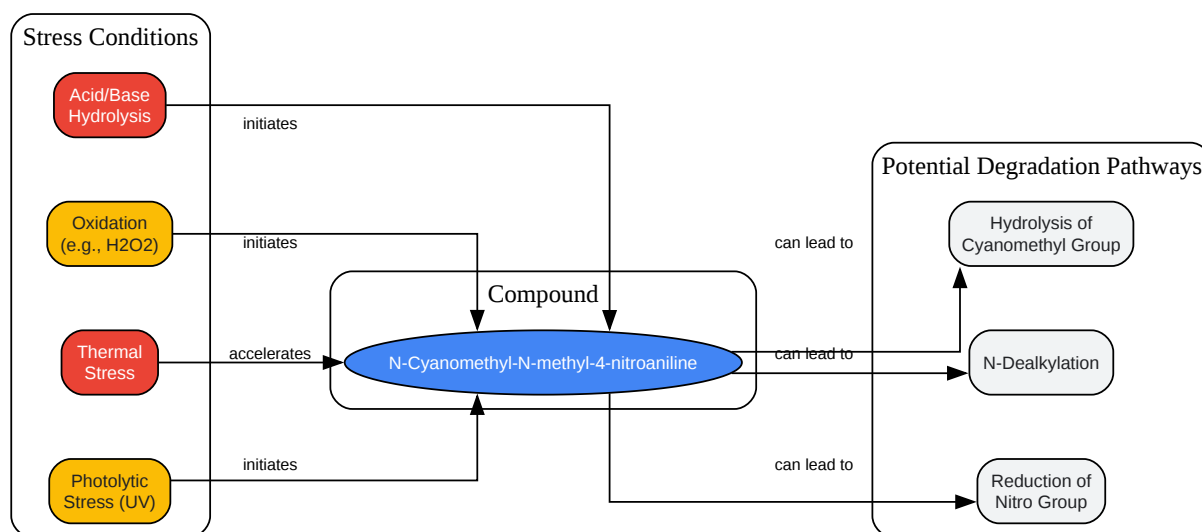 Stress Conditions
Acid/Base
Hydrolysis
initiates
Oxidation
(e.g., H2O2)
initiates
Thermal
Stress
accelerates
Photolytic
Stress (UV)
initiates
Compound
N-Cyanomethyl-N-methyl-4-nitroaniline
can lead to
can lead to
can lead to
Potential Degradation Pathways
Hydrolysis of
Cyanomethyl Group
N-Dealkylation
Reduction of
Nitro Group